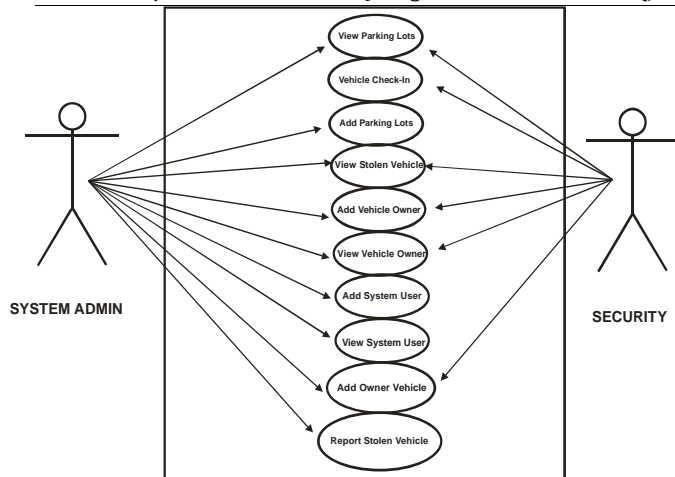 View Parking Lots
Vehicle Check-In
Add Parking Lots
View Stolen Vehicle
Add Vehicle Owner
View Vehicle Owner
Add System User
SYSTEM ADMIN
SECURITY
View System User
Add Owner Vehicle
Report Stolen Vehicle